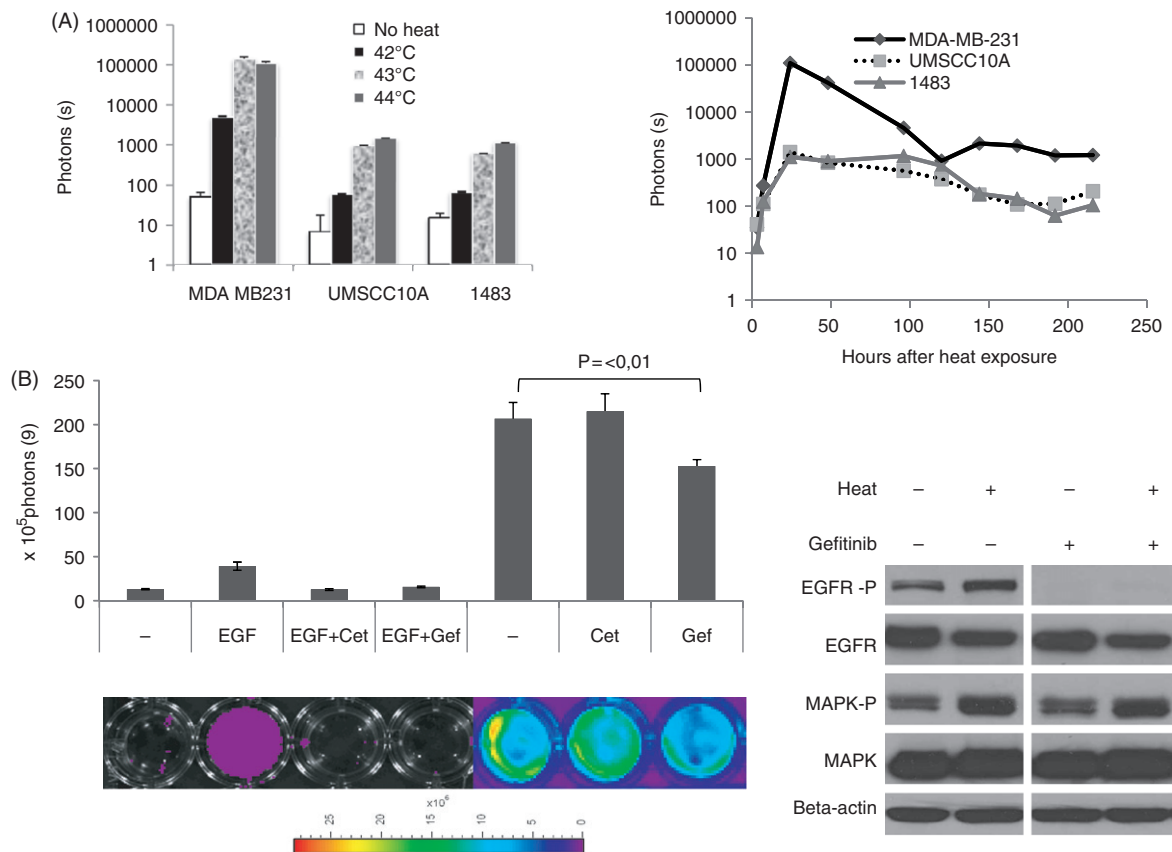 (A)
1000000
100000
10000
1000
100
10
1
Photons (s)
No heat
42°C
43°C
44°C
MDA MB231 UMSCC10A 1483
1000000
100000
10000
1000
100
10
1
Photons (s)
MDA-MB-231
UMSCC10A
1483
0 50 100 150 200 250
Hours after heat exposure
(B)
P=<0,01
250
200
150
100
50
0
x 10⁵photons (9)
– EGF EGF+Cet EGF+Gef – Cet Gef
x10⁶
25 20 15 10 5 0
Heat – + – +
Gefitinib – – + +
EGFR -P
EGFR
MAPK-P
MAPK
Beta-actin